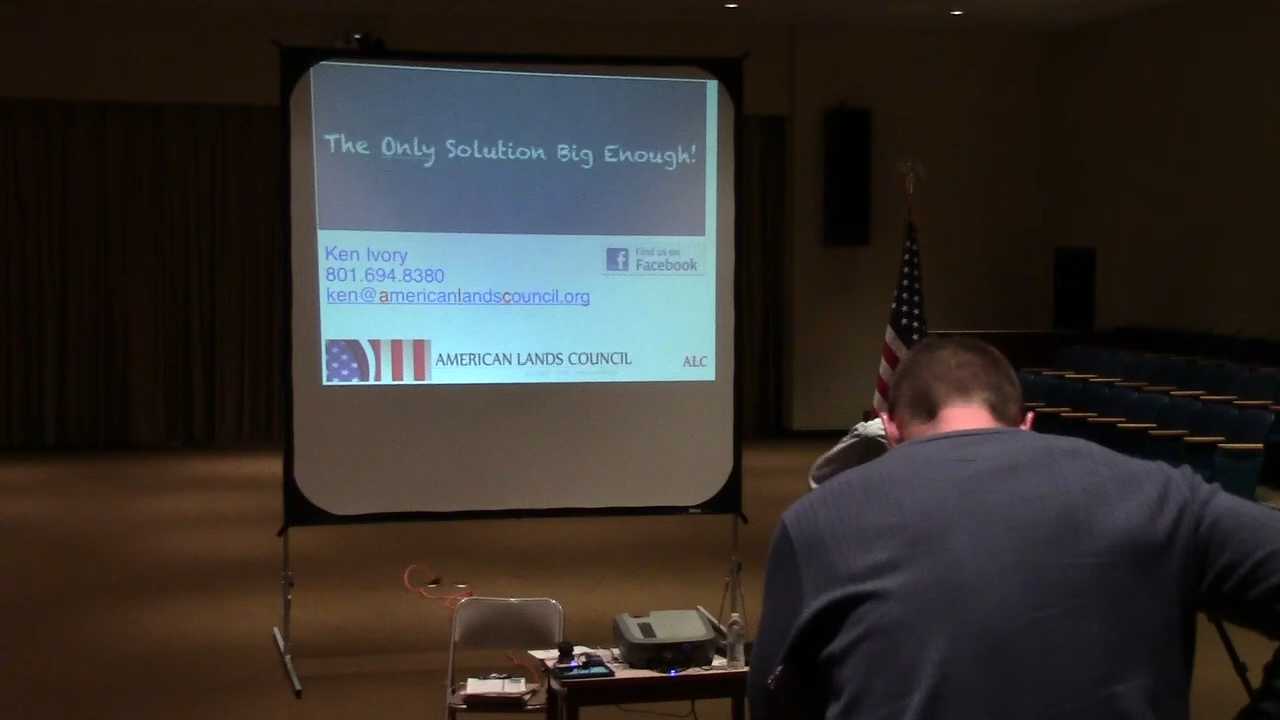 The Only Solution Big Enough!
Ken Ivory
801.694.8380
ken@americanlandscouncil.org
Find us on
Facebook
AMERICAN LANDS COUNCIL
ALC